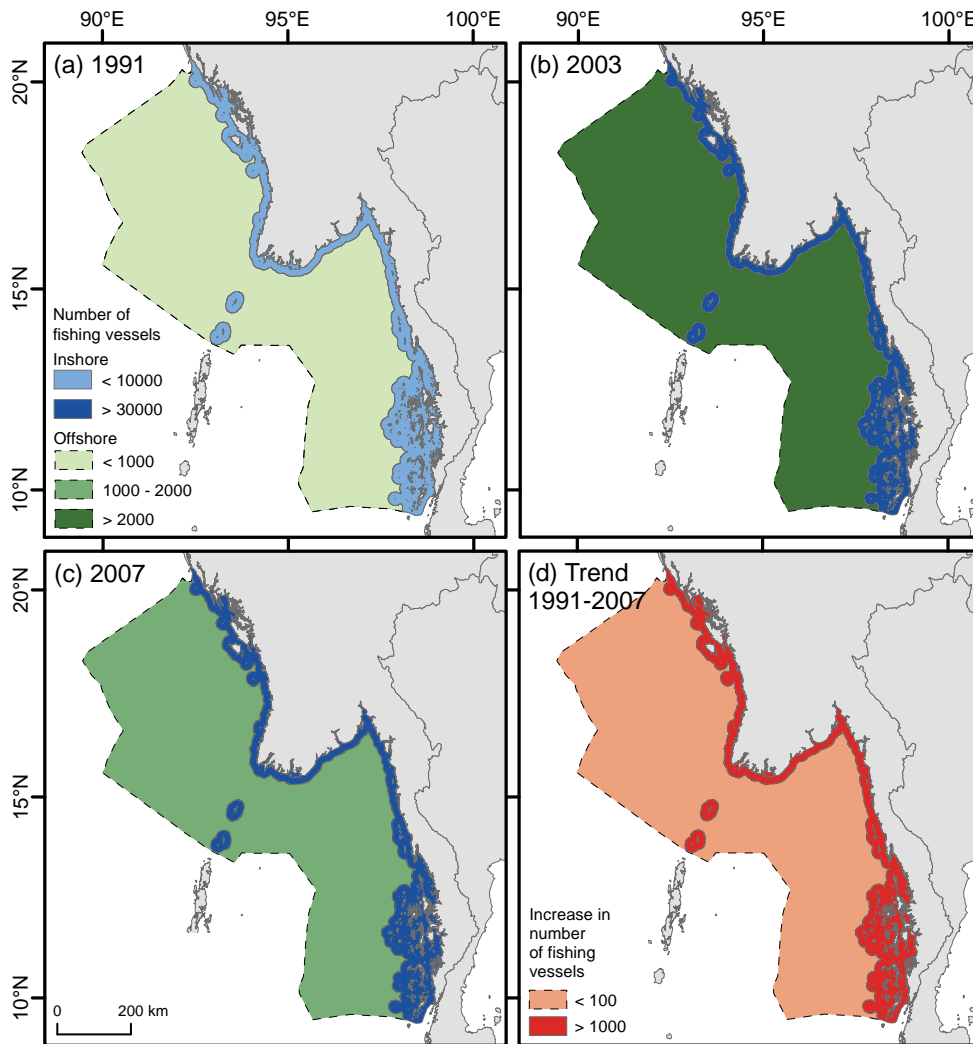 90°E 95°E 100°E 90°E 95°E 100°E
(a) 1991
(b) 2003
20°N
15°N
10°N
Number of
fishing vessels
Inshore
< 10000
> 30000
Offshore
< 1000
1000 - 2000
> 2000
(c) 2007
(d) Trend
1991-2007
20°N
15°N
10°N
0 200 km
Increase in
number
of fishing
vessels
< 100
> 1000